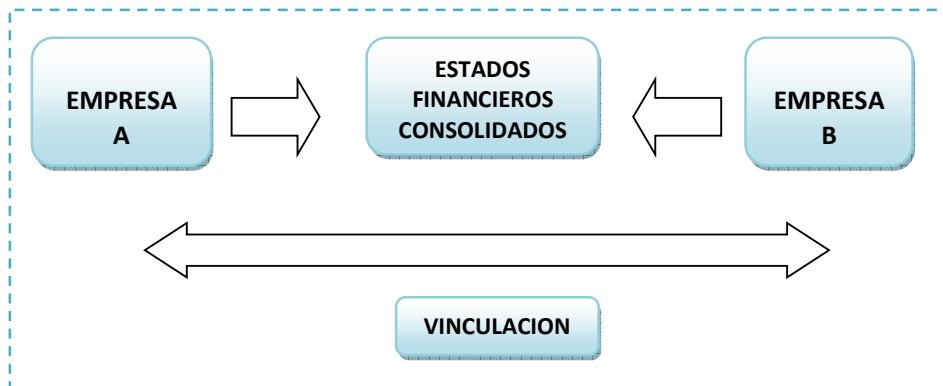 EMPRESA
A
ESTADOS
FINANCIEROS
CONSOLIDADOS
EMPRESA
B
VINCULACION